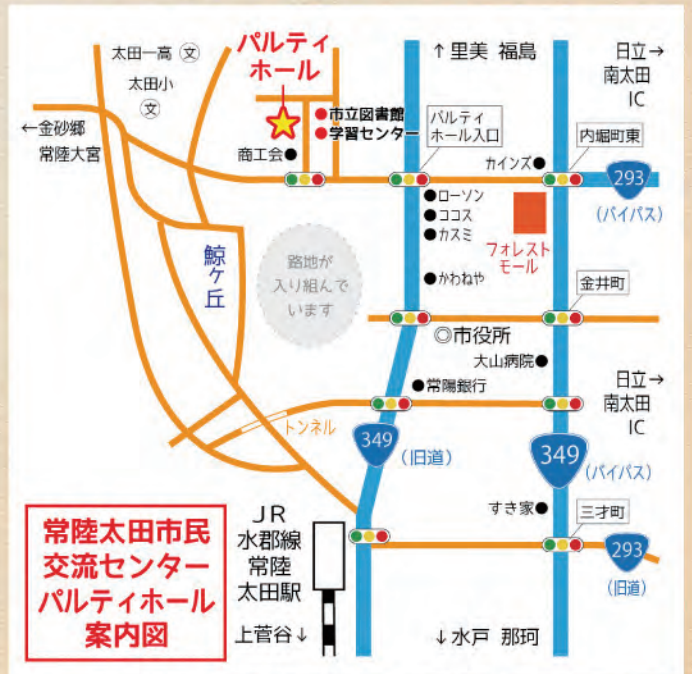 太田一高 文
太田小
文
パルティ
ホール
↑里美 福島
日立→
南太田
IC
←金砂郷
常陸大宮
市立図書館
学習センター
商工会
パルティ
ホール入口
カインズ
内堀町東
293
(バイパス)
ローソン
ココス
カスミ
かわねや
フォレスト
モール
鯨ヶ丘
路地が
入り組んで
います
金井町
◎市役所
大山病院
常陽銀行
日立→
南太田
IC
トンネル
349
(旧道)
349
(バイパス)
すき家
三才町
293
(旧道)
JR
水郡線
常陸
太田駅
上菅谷↓
↓水戸 那珂
常陸太田市民
交流センター
パルティホール
案内図